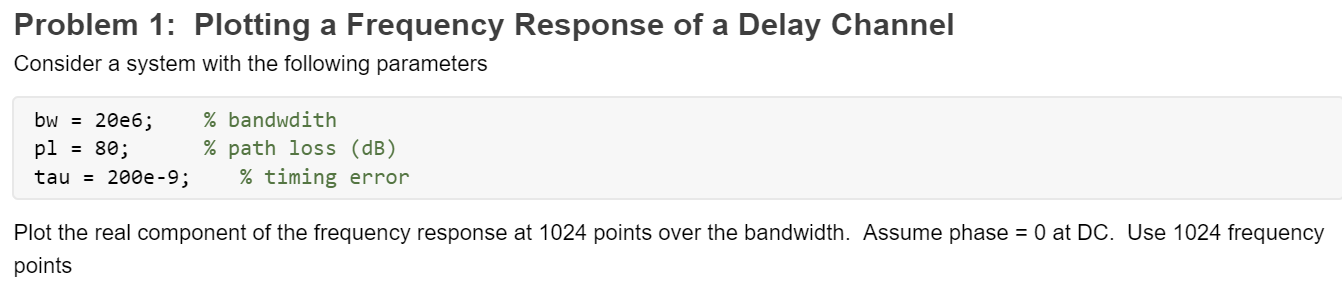 Problem 1:  Plotting a Frequency Response of a Delay Channel
Consider a system with the following parameters
bw = 20e6;    % bandwdith
pl = 80;      % path loss (dB)
tau = 200e-9;    % timing error
Plot the real component of the frequency response at 1024 points over the bandwidth.  Assume phase = 0 at DC.  Use 1024 frequency
points